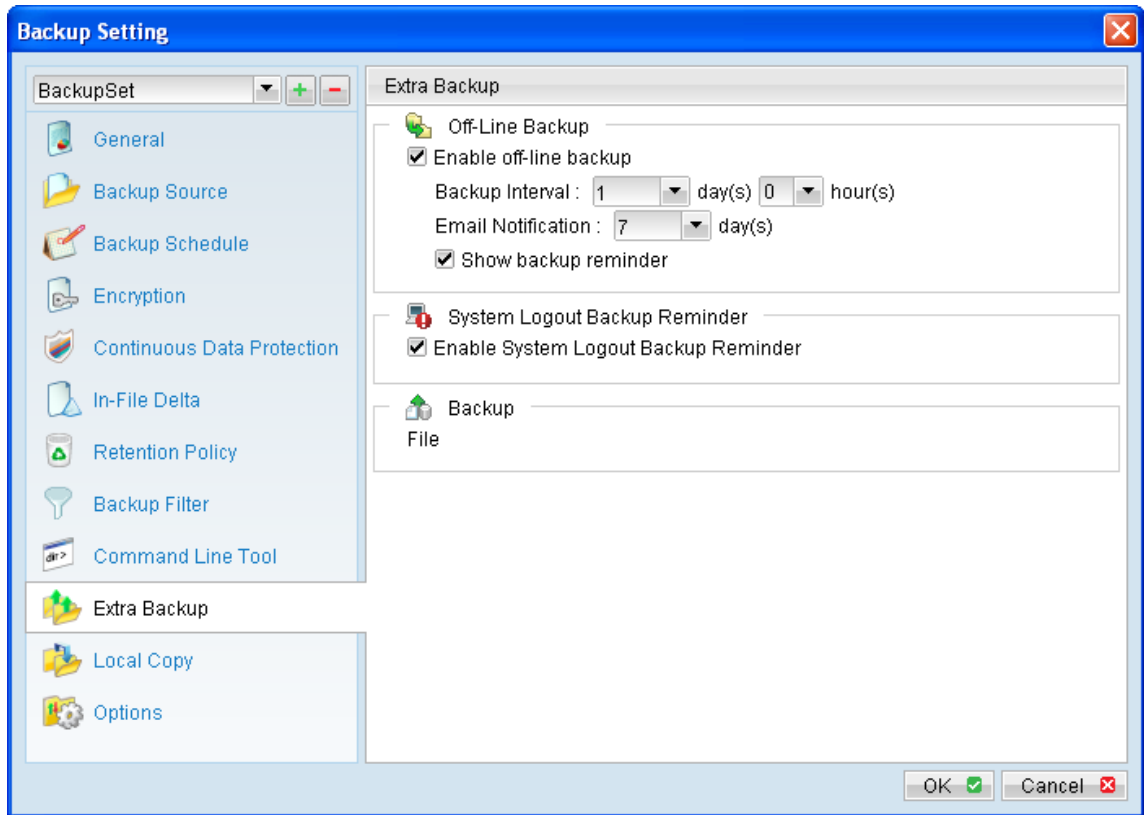 Backup Setting
BackupSet
General
Backup Source
Backup Schedule
Encryption
Continuous Data Protection
In-File Delta
Retention Policy
Backup Filter
dir>
Command Line Tool
Extra Backup
Local Copy
Options
Extra Backup
Off-Line Backup
Enable off-line backup
Backup Interval : 1 day(s) 0 hour(s)
Email Notification : 7 day(s)
Show backup reminder
System Logout Backup Reminder
Enable System Logout Backup Reminder
Backup
File
OK Cancel